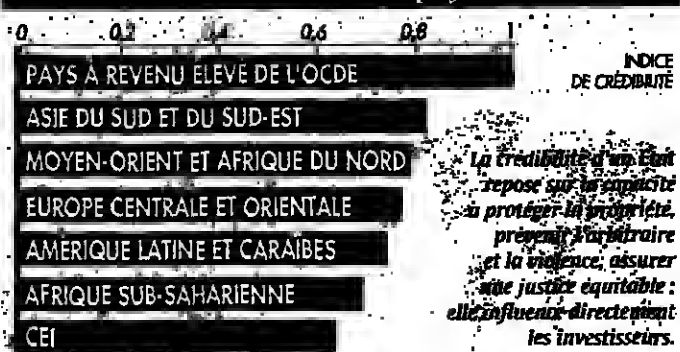 0 0,2 0,4 0,6 0,8 1
INDICE
DE CRÉDIBILITÉ
PAYS À REVENU ÉLEVÉ DE L'OCDE
ASIE DU SUD ET DU SUD-EST
MOYEN-ORIENT ET AFRIQUE DU NORD
EUROPE CENTRALE ET ORIENTALE
AMÉRIQUE LATINE ET CARAÏBES
AFRIQUE SUB-SAHARIENNE
CEI
La crédibilité d'un État
repose sur la capacité
à protéger la propriété,
prévenir l'arbitraire
et la violence, assurer
une justice équitable :
elle influence directement
les investisseurs.